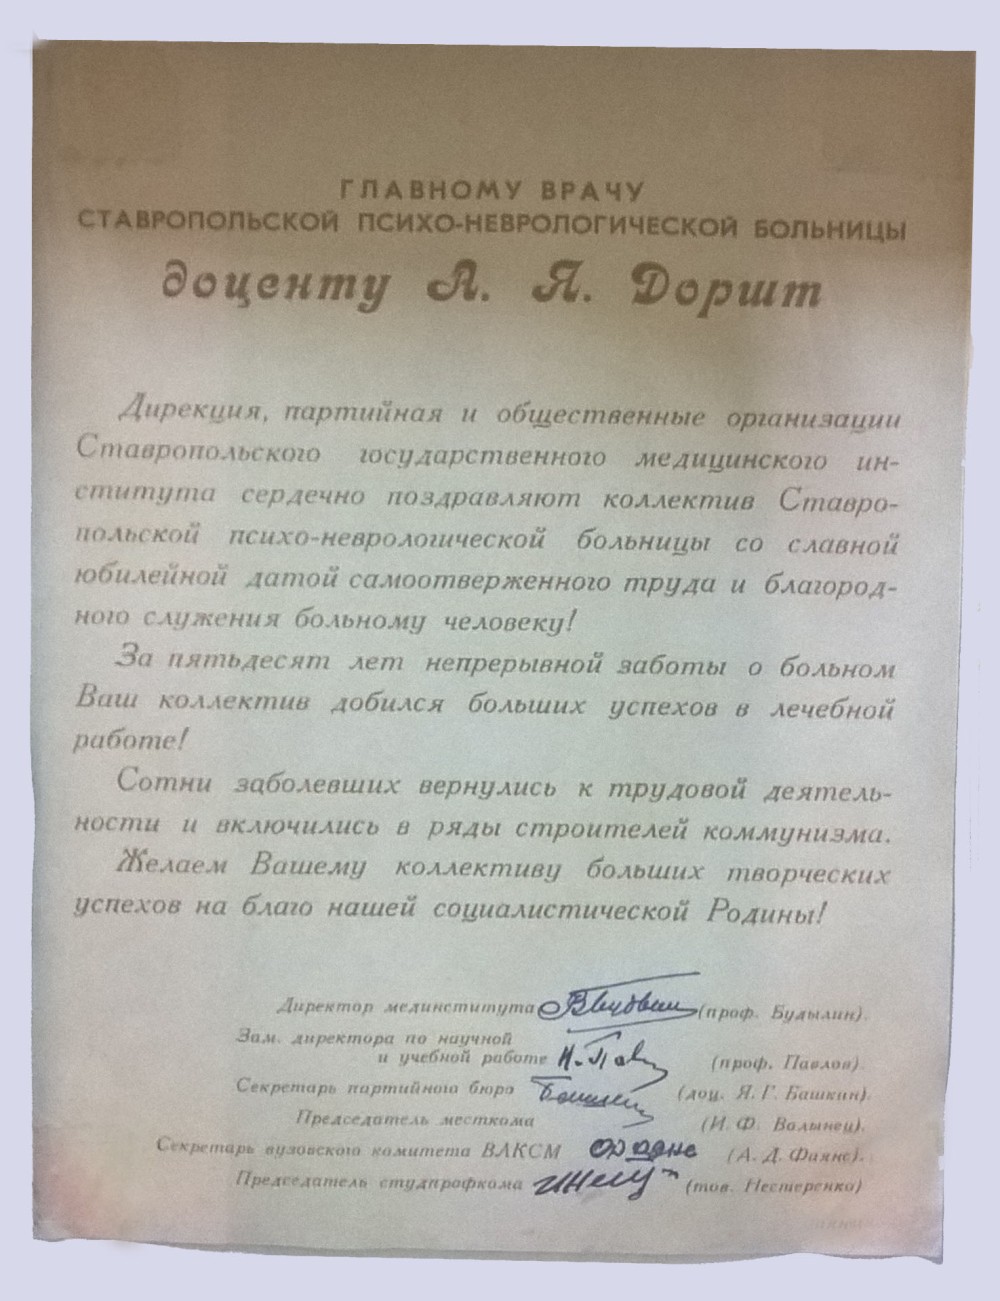 ГЛАВНОМУ ВРАЧУ
СТАВРОПОЛЬСКОЙ ПСИХО-НЕВРОЛОГИЧЕСКОЙ БОЛЬНИЦЫ
доценту А. Я. Доршт
Дирекция, партийная и общественные организации
Ставропольского государственного медицинского ин-
ститута сердечно поздравляют коллектив Ставро-
польской психо-неврологической больницы со славной
юбилейной датой самоотверженного труда и благород-
ного служения больному человеку!
За пятьдесят лет непрерывной заботы о больном
Ваш коллектив добился больших успехов в лечебной
работе!
Сотни заболевших вернулись к трудовой деятель-
ности и включились в ряды строителей коммунизма.
Желаем Вашему коллективу больших творческих
успехов на благо нашей социалистической Родины!
Директор мединститута (проф. Будылин).
Зам. директора по научной
и учебной работе (проф. Павлов).
Секретарь партийного бюро (доц. Я. Г. Башкин).
Председатель месткома (И. Ф. Валынец).
Секретарь вузовского комитета ВЛКСМ (А. Д. Фаянс).
Председатель студпрофкома (тов. Нестеренко)